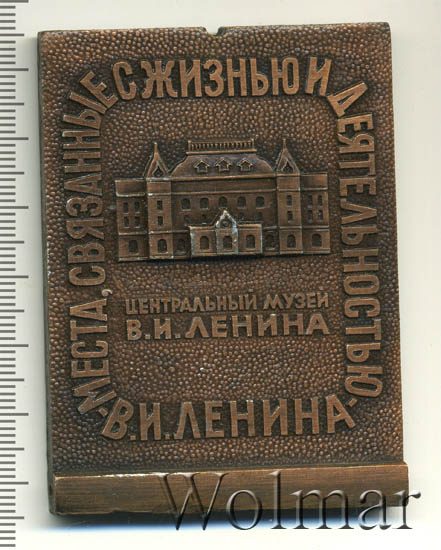 МЕСТА, СВЯЗАННЫЕ С ЖИЗНЬЮ И ДЕЯТЕЛЬНОСТЬЮ
В.И.ЛЕНИНА
ЦЕНТРАЛЬНЫЙ МУЗЕЙ
В.И.ЛЕНИНА
Wolmar